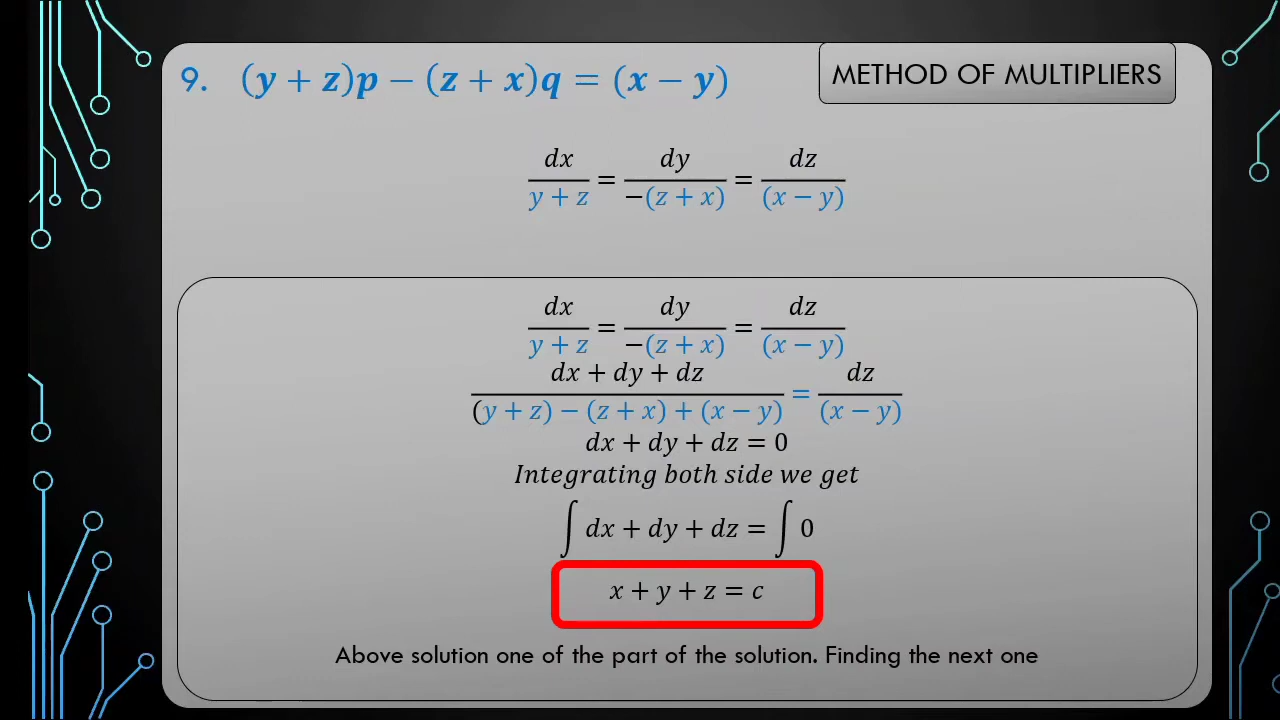 9. (y + z)p − (z + x)q = (x − y)
METHOD OF MULTIPLIERS
dx/(y + z) = dy/−(z + x) = dz/(x − y)
dx/(y + z) = dy/−(z + x) = dz/(x − y)
(dx + dy + dz)/((y + z) − (z + x) + (x − y) = dz/(x − y)
dx + dy + dz = 0
Integrating both side we get
∫ dx + dy + dz = ∫ 0
x + y + z = c
Above solution one of the part of the solution. Finding the next one